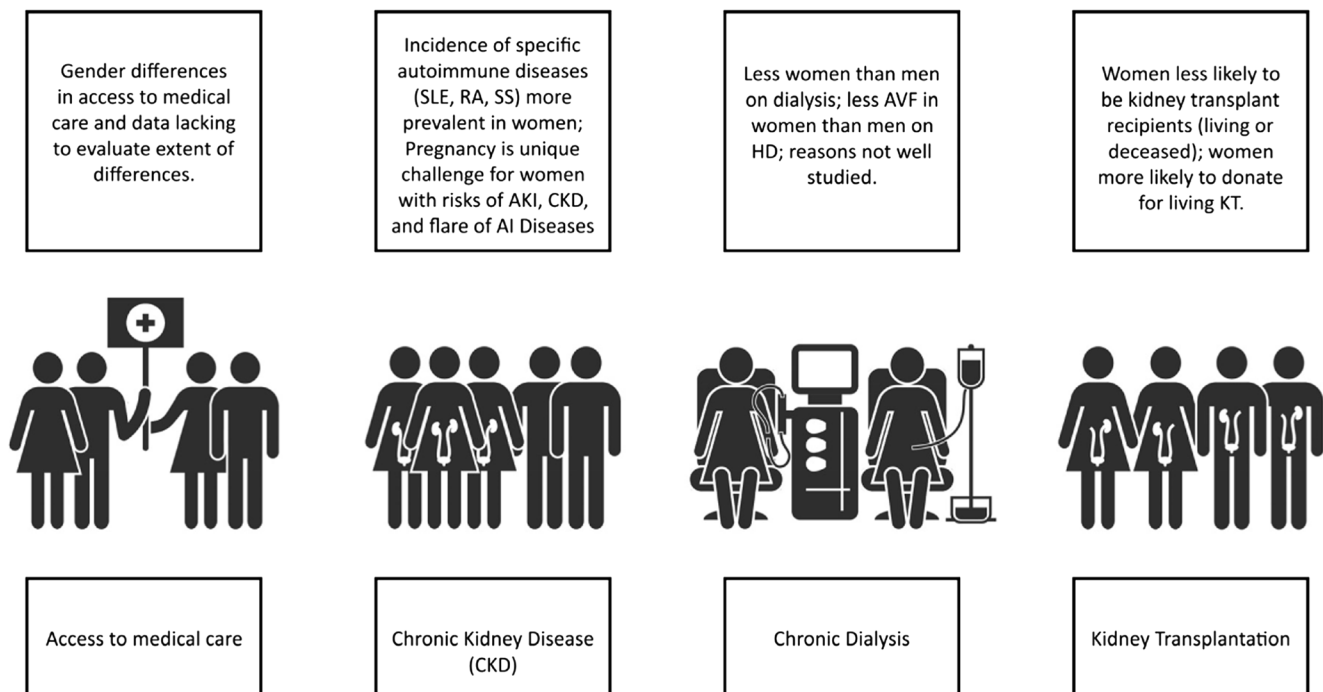 Gender differences
in access to medical
care and data lacking
to evaluate extent of
differences.
Incidence of specific
autoimmune diseases
(SLE, RA, SS) more
prevalent in women;
Pregnancy is unique
challenge for women
with risks of AKI, CKD,
and flare of AI Diseases
Less women than men
on dialysis; less AVF in
women than men on
HD; reasons not well
studied.
Women less likely to
be kidney transplant
recipients (living or
deceased); women
more likely to donate
for living KT.
Access to medical care
Chronic Kidney Disease
(CKD)
Chronic Dialysis
Kidney Transplantation